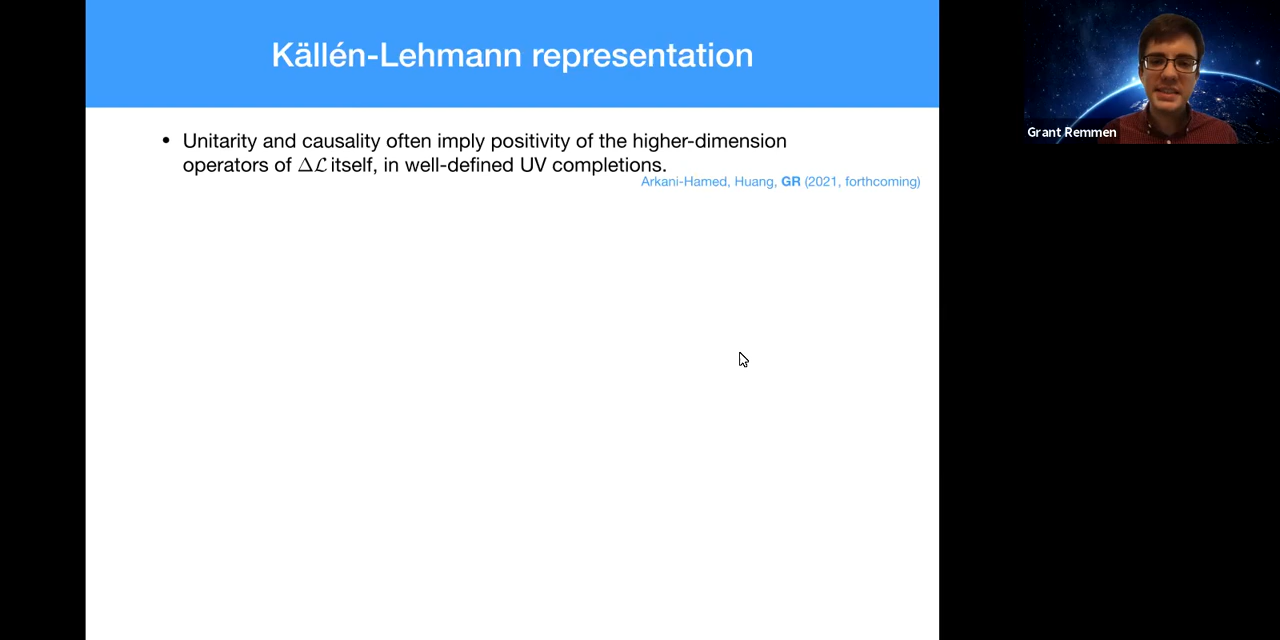 Källén-Lehmann representation
• Unitarity and causality often imply positivity of the higher-dimension
operators of Δℒ itself, in well-defined UV completions.
Arkani-Hamed, Huang, GR (2021, forthcoming)
Grant Remmen